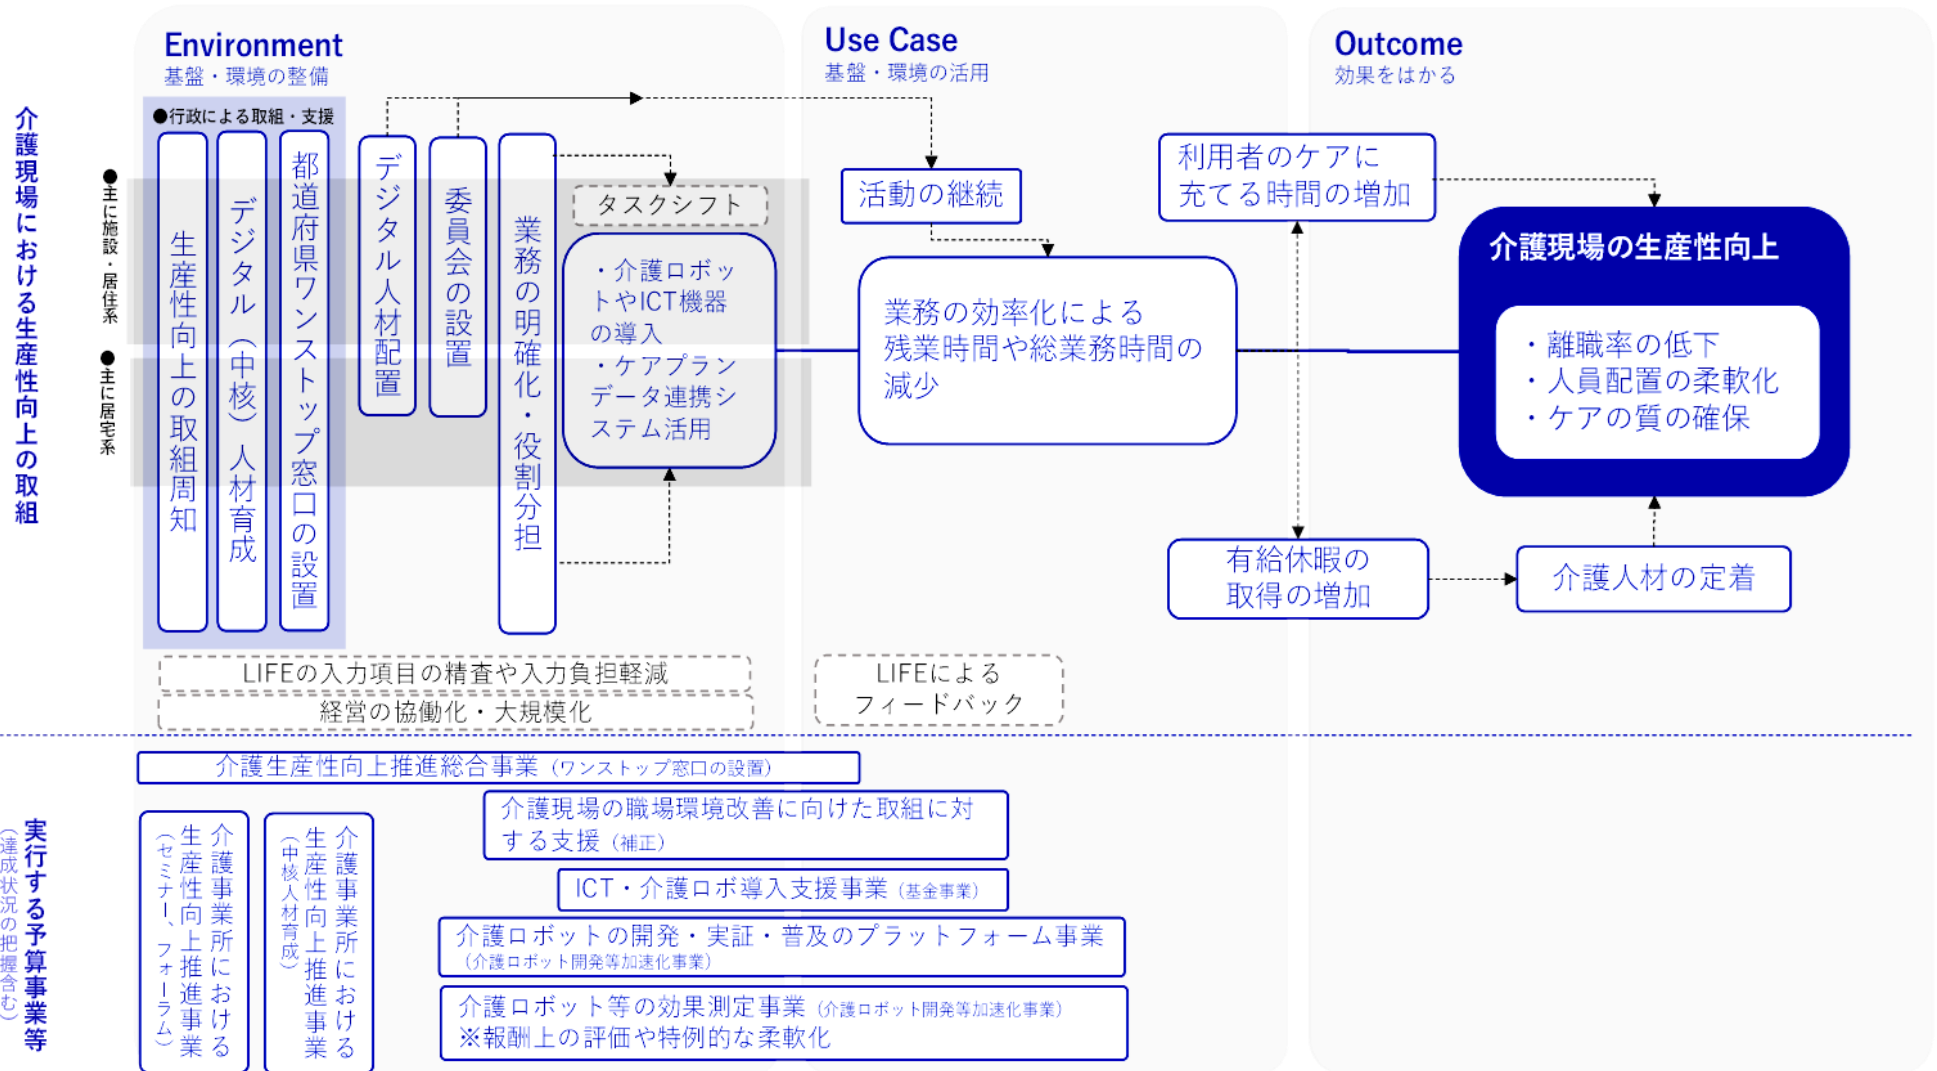 Environment
基盤・環境の整備
Use Case
基盤・環境の活用
Outcome
効果をはかる
介護現場における生産性向上の取組
●主に施設・居住系
●主に居宅系
●行政による取組・支援
生産性向上の取組周知
デジタル（中核）人材育成
都道府県ワンストップ窓口の設置
デジタル人材配置
委員会の設置
業務の明確化・役割分担
タスクシフト
・介護ロボッ
トやICT機器
の導入
・ケアプラン
データ連携シ
ステム活用
活動の継続
業務の効率化による
残業時間や総業務時間の
減少
利用者のケアに
充てる時間の増加
有給休暇の
取得の増加
介護現場の生産性向上
・離職率の低下
・人員配置の柔軟化
・ケアの質の確保
介護人材の定着
LIFEの入力項目の精査や入力負担軽減
経営の協働化・大規模化
LIFEによる
フィードバック
実行する予算事業等
（達成状況の把握含む）
介護生産性向上推進総合事業（ワンストップ窓口の設置）
介護事業所における
生産性向上推進事業
（セミナー、フォーラム）
介護事業所における
生産性向上推進事業
（中核人材育成）
介護現場の職場環境改善に向けた取組に対
する支援（補正）
ICT・介護ロボ導入支援事業（基金事業）
介護ロボットの開発・実証・普及のプラットフォーム事業
（介護ロボット開発等加速化事業）
介護ロボット等の効果測定事業（介護ロボット開発等加速化事業）
※報酬上の評価や特例的な柔軟化